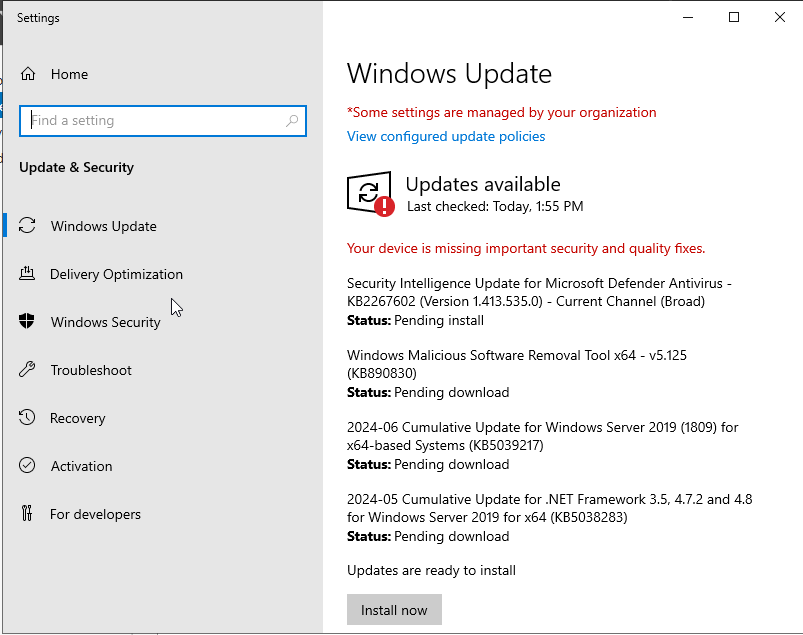 Settings
Home
Find a setting
Update & Security
Windows Update
Delivery Optimization
Windows Security
Troubleshoot
Recovery
Activation
For developers
Windows Update
*Some settings are managed by your organization
View configured update policies
Updates available
Last checked: Today, 1:55 PM
Your device is missing important security and quality fixes.
Security Intelligence Update for Microsoft Defender Antivirus -
KB2267602 (Version 1.413.535.0) - Current Channel (Broad)
Status: Pending install
Windows Malicious Software Removal Tool x64 - v5.125
(KB890830)
Status: Pending download
2024-06 Cumulative Update for Windows Server 2019 (1809) for
x64-based Systems (KB5039217)
Status: Pending download
2024-05 Cumulative Update for .NET Framework 3.5, 4.7.2 and 4.8
for Windows Server 2019 for x64 (KB5038283)
Status: Pending download
Updates are ready to install
Install now